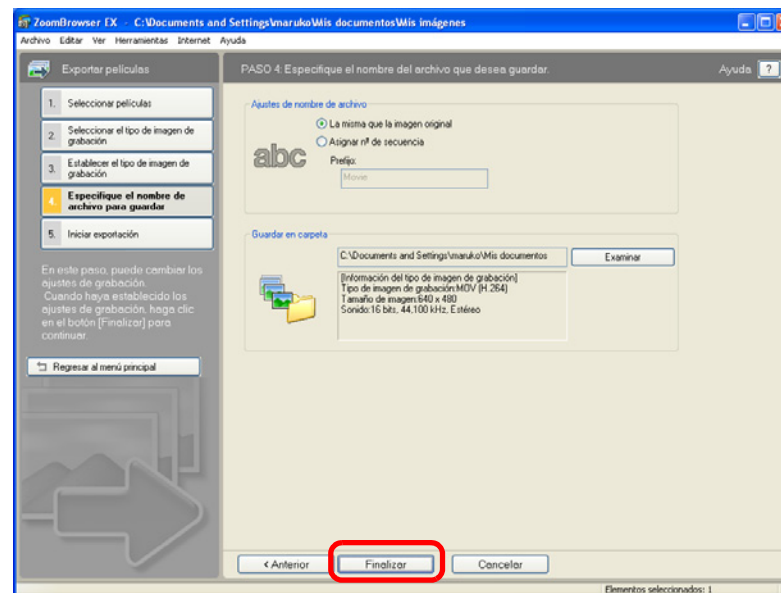 ZoomBrowser EX - C:\Documents and Settings\maruko\Mis documentos\Mis imágenes
Archivo Editar Ver Herramientas Internet Ayuda
Exportar películas
PASO 4: Especifique el nombre del archivo que desea guardar.
Ayuda ?
1. Seleccionar películas
2. Seleccionar el tipo de imagen de
grabación
3. Establecer el tipo de imagen de
grabación
4. Especifique el nombre de
archivo para guardar
5. Iniciar exportación
En este paso, puede cambiar los
ajustes de grabación.
Cuando haya establecido los
ajustes de grabación, haga clic
en el botón [Finalizar] para
continuar.
Regresar al menú principal
Ajustes de nombre de archivo
abc
La misma que la imagen original
Asignar nº de secuencia
Prefijo:
Movie
Guardar en carpeta
C:\Documents and Settings\maruko\Mis documentos
Examinar
[Información del tipo de imagen de grabación]
Tipo de imagen de grabación:MOV (H.264)
Tamaño de imagen:640 x 480
Sonido:16 bits, 44,100 kHz, Estéreo
< Anterior
Finalizar
Cancelar
Elementos seleccionados: 1